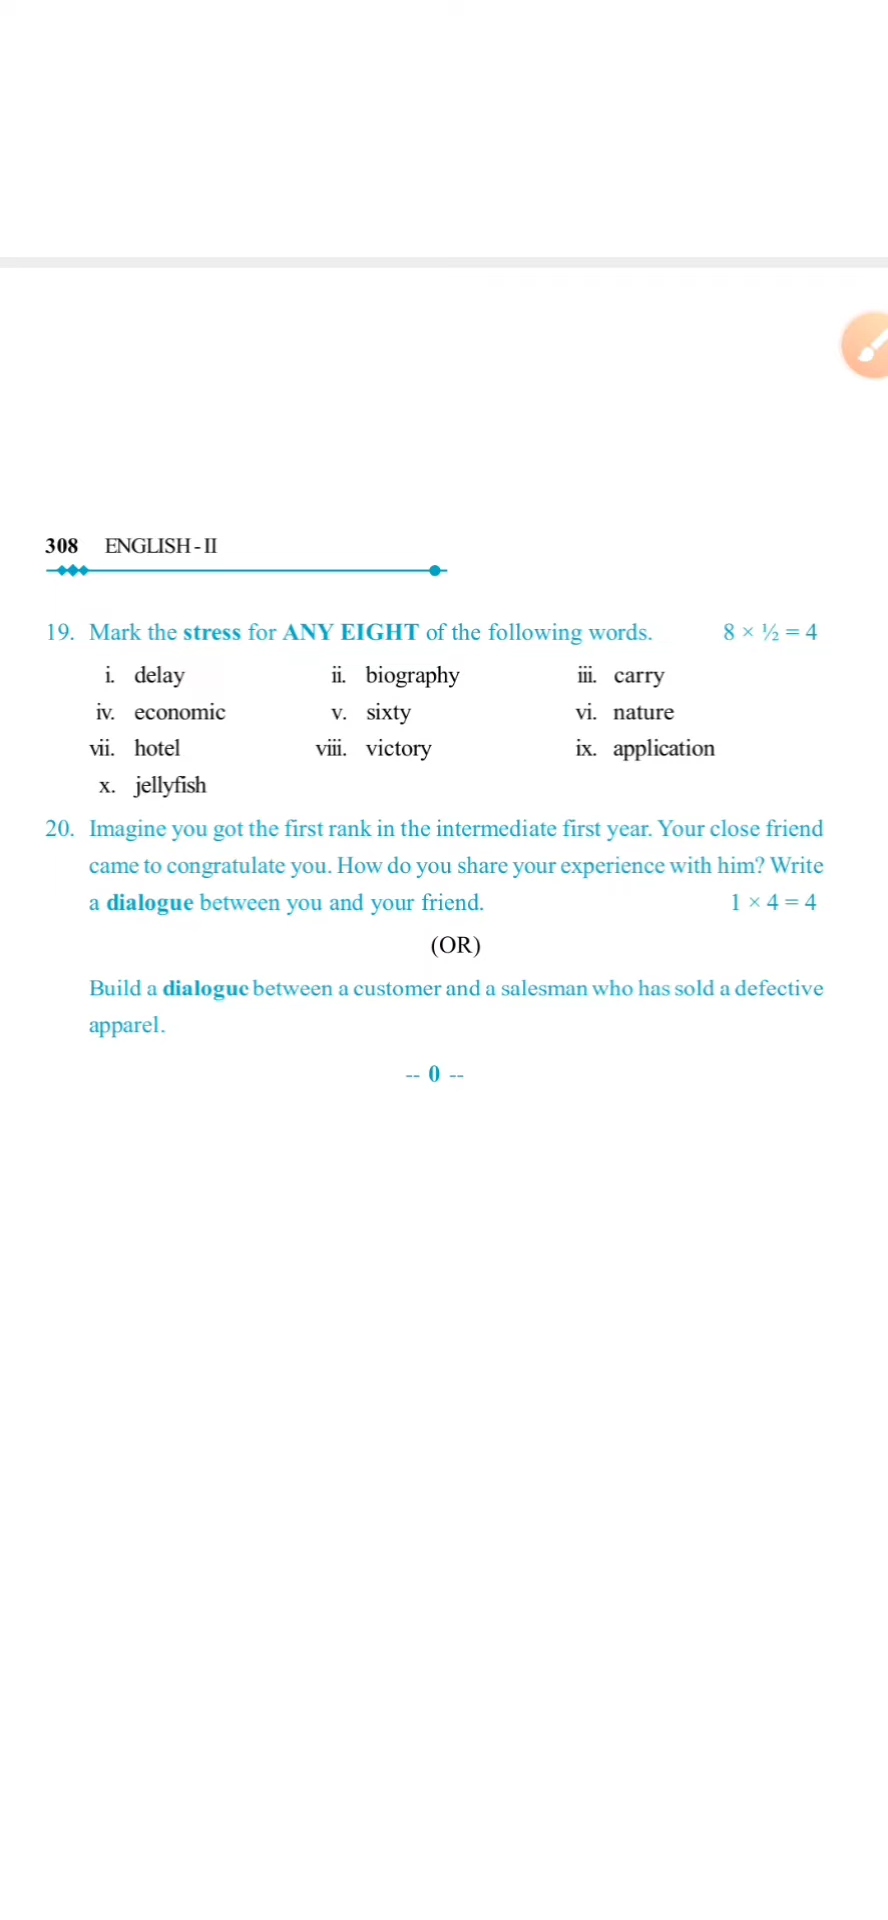 308 ENGLISH - II
19. Mark the stress for ANY EIGHT of the following words. 8 × ½ = 4
i. delay ii. biography iii. carry
iv. economic v. sixty vi. nature
vii. hotel viii. victory ix. application
x. jellyfish
20. Imagine you got the first rank in the intermediate first year. Your close friend
came to congratulate you. How do you share your experience with him? Write
a dialogue between you and your friend. 1 × 4 = 4
(OR)
Build a dialogue between a customer and a salesman who has sold a defective
apparel.
-- 0 --